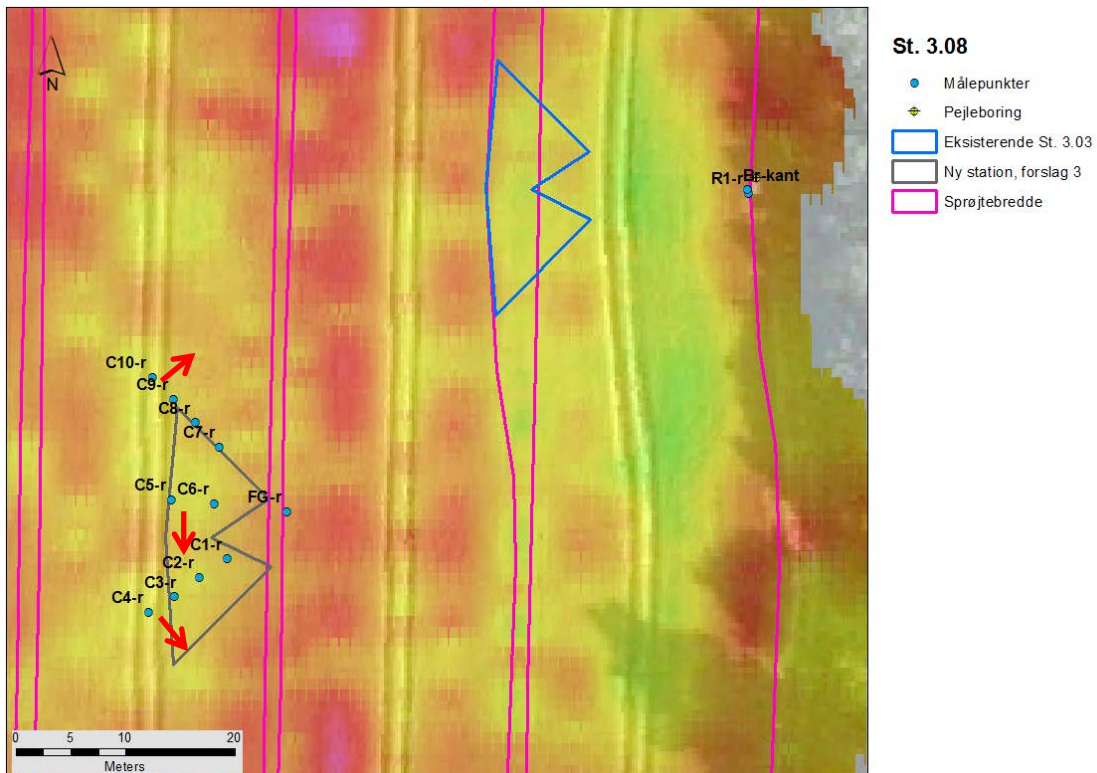 N
St. 3.08
Målepunkter
Pejleboring
Eksisterende St. 3.03
Ny station, forslag 3
Sprøjtebredde
R1-r
Br-kant
C10-r
C9-r
C8-r
C7-r
C5-r
C6-r
FG-r
C1-r
C2-r
C3-r
C4-r
0 5 10 20
Meters